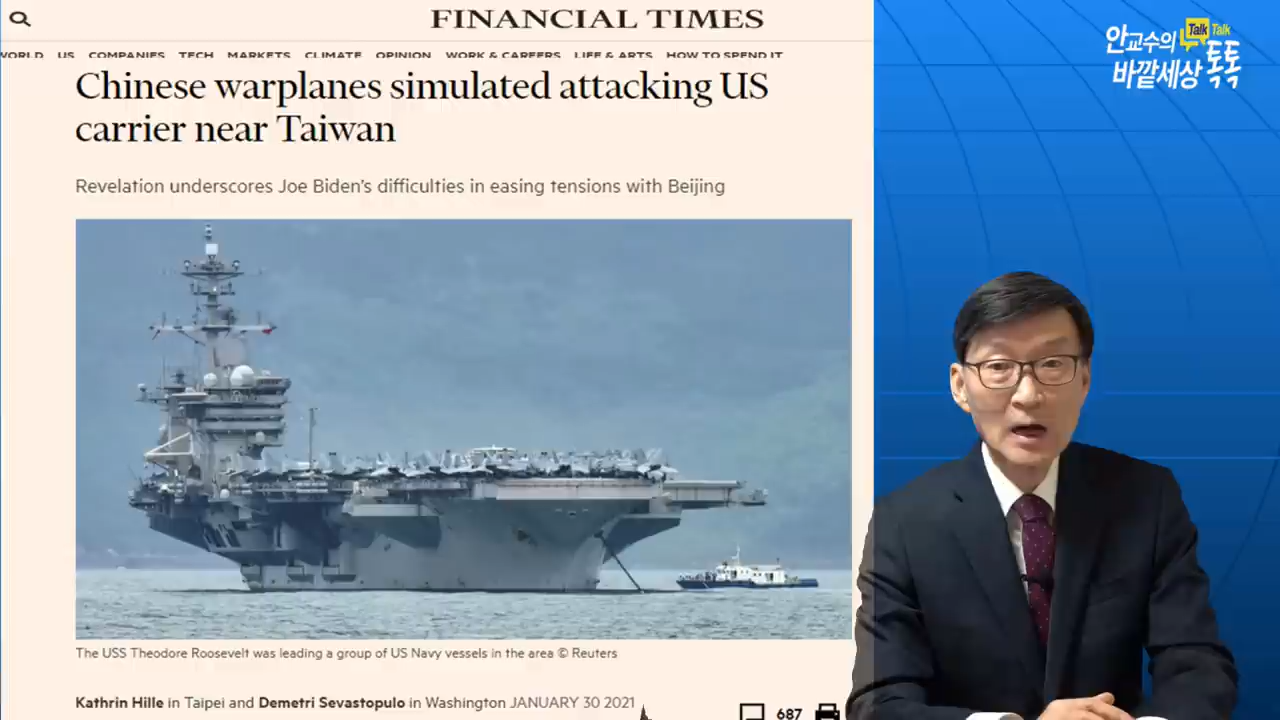 FINANCIAL TIMES
WORLD US COMPANIES TECH MARKETS CLIMATE OPINION WORK & CAREERS LIFE & ARTS HOW TO SPEND IT
Chinese warplanes simulated attacking US
carrier near Taiwan
Revelation underscores Joe Biden's difficulties in easing tensions with Beijing
The USS Theodore Roosevelt was leading a group of US Navy vessels in the area © Reuters
Kathrin Hille in Taipei and Demetri Sevastopulo in Washington JANUARY 30 2021
687
안교수의 Talk Talk
바깥세상 톡톡